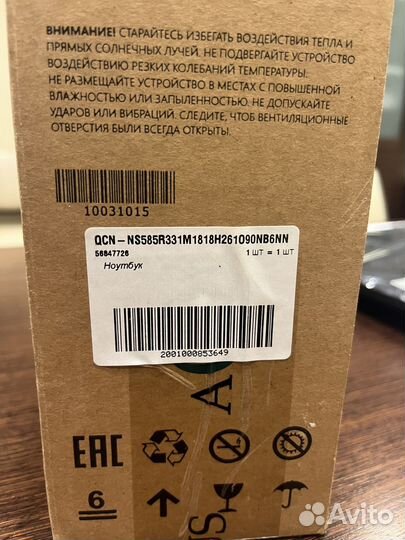 ВНИМАНИЕ! СТАРАЙТЕСЬ ИЗБЕГАТЬ ВОЗДЕЙСТВИЯ ТЕПЛА И
ПРЯМЫХ СОЛНЕЧНЫХ ЛУЧЕЙ. НЕ ПОДВЕРГАЙТЕ УСТРОЙСТВО
ВОЗДЕЙСТВИЮ РЕЗКИХ КОЛЕБАНИЙ ТЕМПЕРАТУРЫ.
НЕ РАЗМЕЩАЙТЕ УСТРОЙСТВО В МЕСТАХ С ПОВЫШЕННОЙ
ВЛАЖНОСТЬЮ ИЛИ ЗАПЫЛЕННОСТЬЮ. НЕ ДОПУСКАЙТЕ
УДАРОВ ИЛИ ВИБРАЦИЙ. СЛЕДИТЕ, ЧТОБ ВЕНТИЛЯЦИОННЫЕ
ОТВЕРСТИЯ БЫЛИ ВСЕГДА ОТКРЫТЫ.
10031015
QCN-NS585R331M1818H261O90NB6NN
56847726 1 ШТ = 1 ШТ
Ноутбук
2001000853649
A
S
EAC
6
Avito